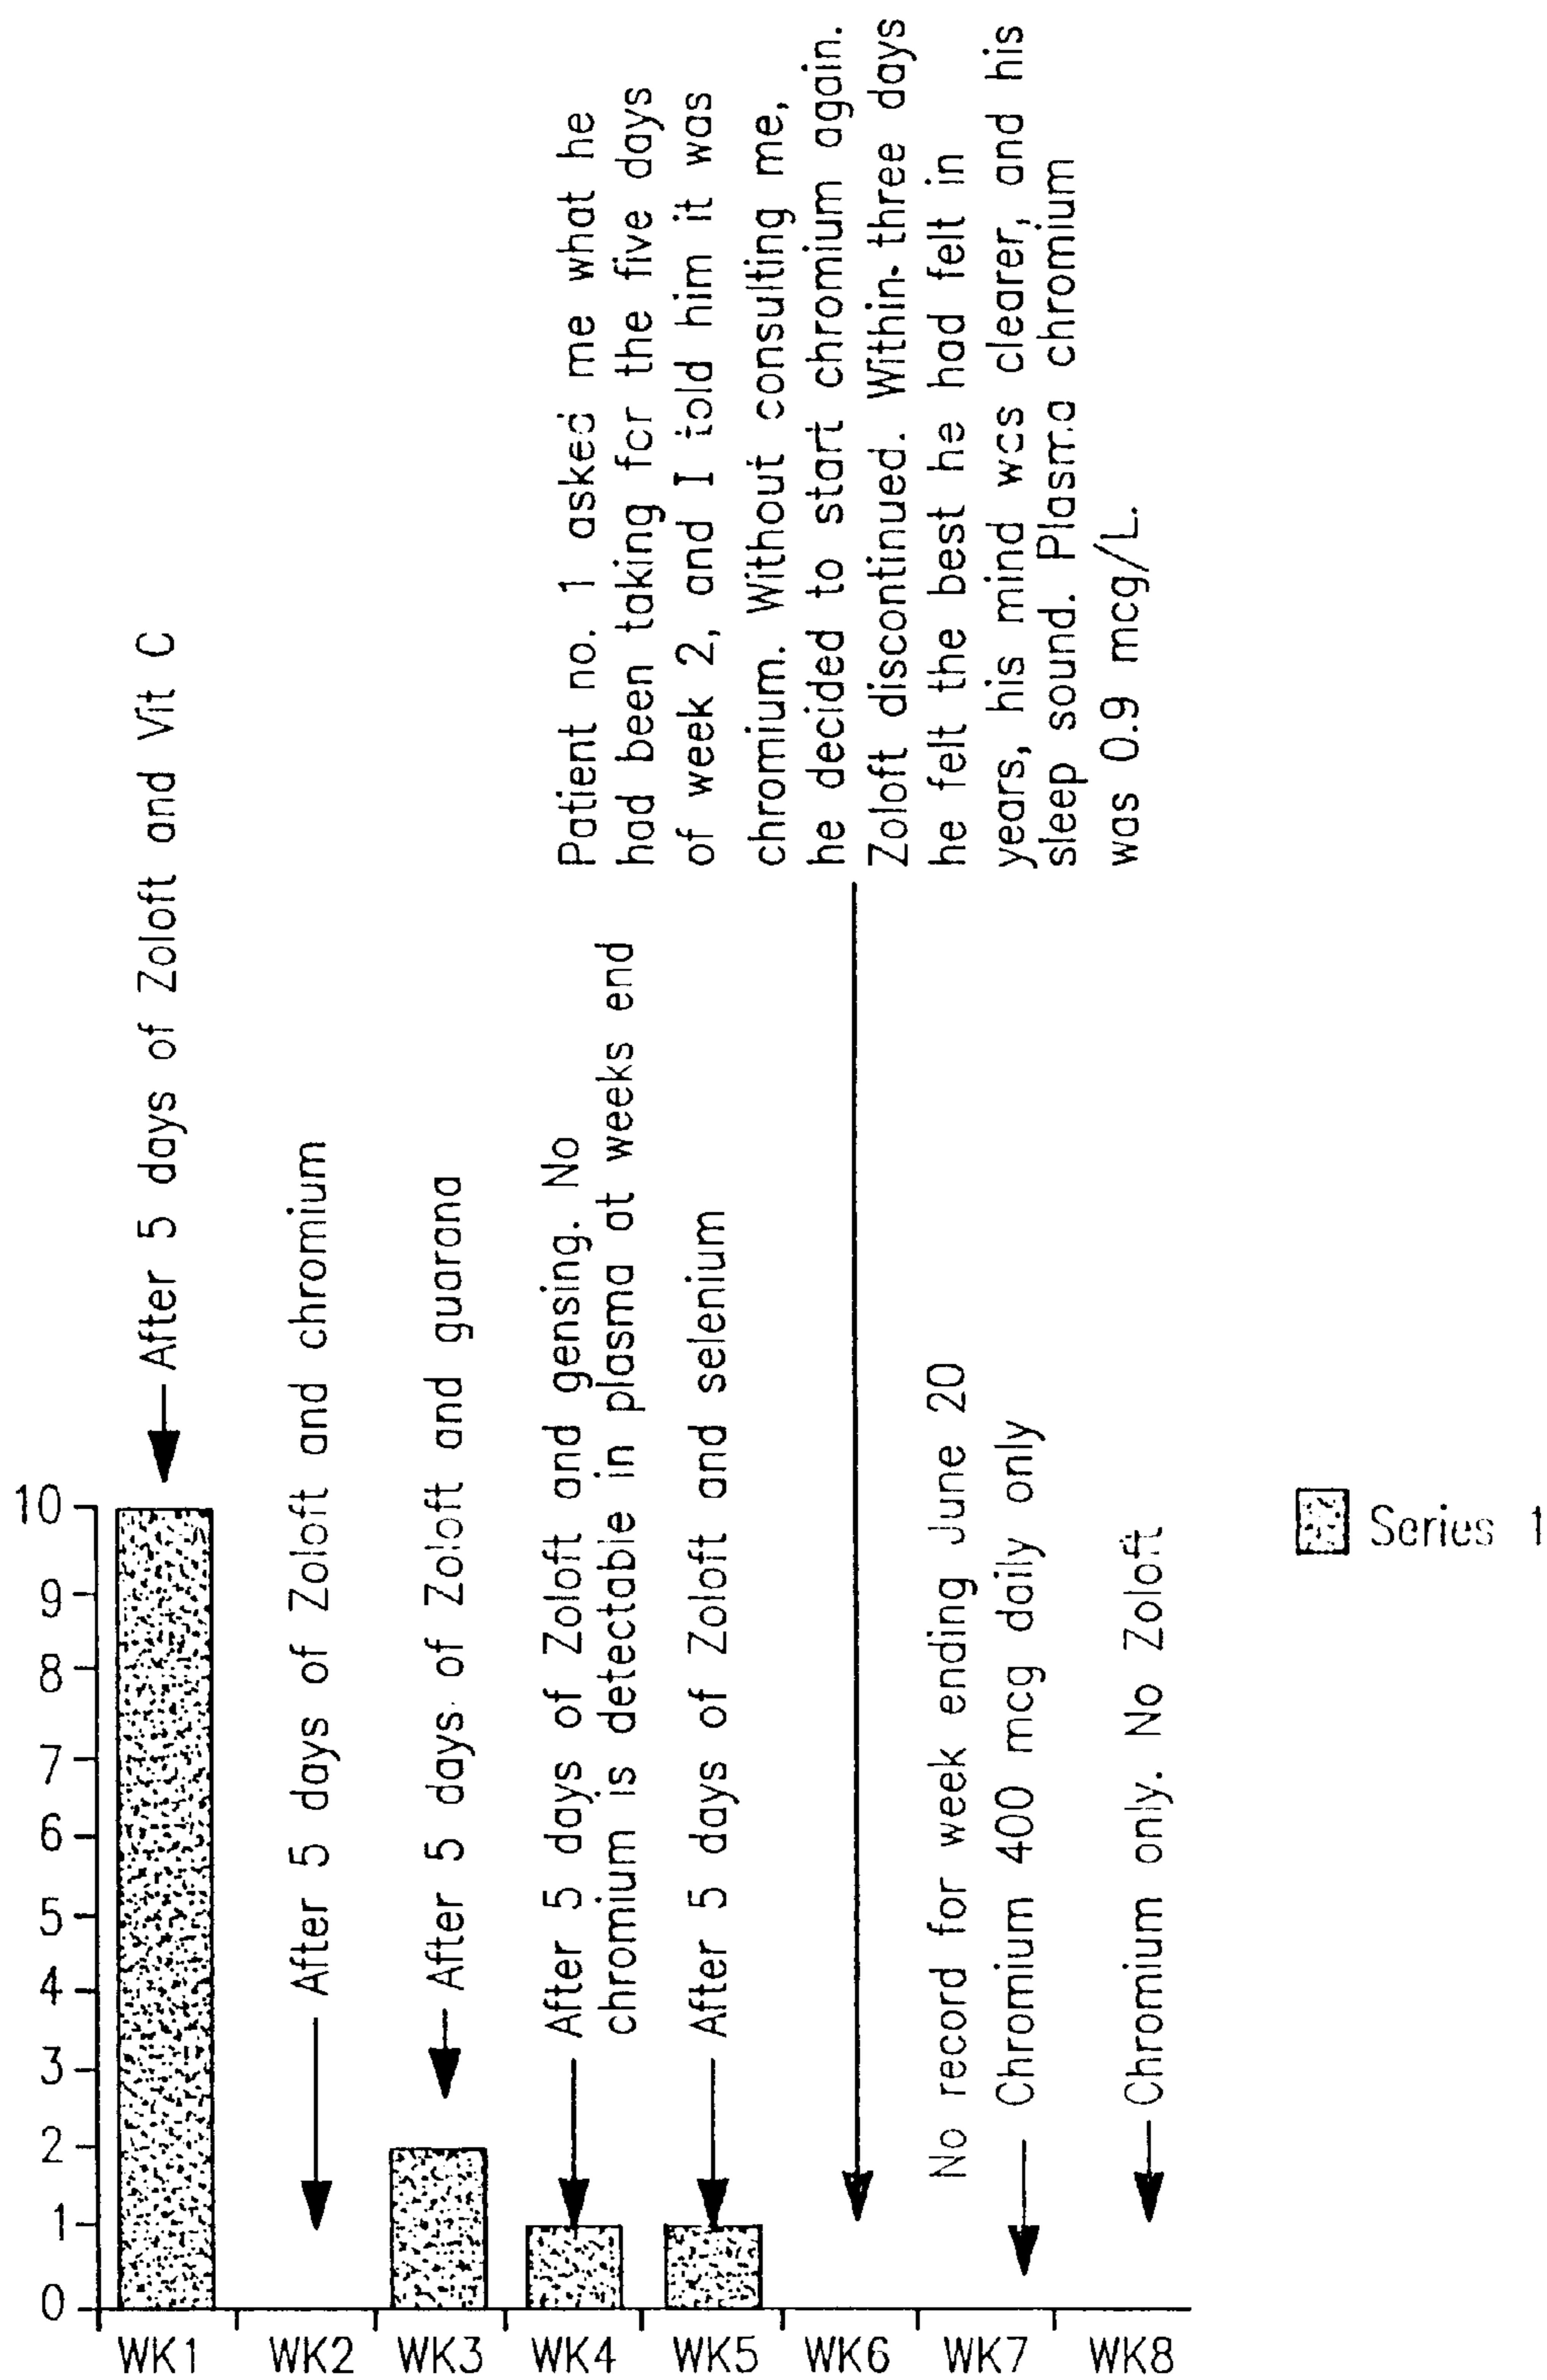 After 5 days of Zoloft and Vit C
After 5 days of Zoloft and chromium
After 5 days of Zoloft and guarana
After 5 days of Zoloft and gensing. No
chromium is detectable in plasma at weeks end
After 5 days of Zoloft and selenium
Patient no. 1 asked me what he
had been taking for the five days
of week 2, and I told him it was
chromium. Without consulting me,
he decided to start chromium again.
Zoloft discontinued. Within three days
he felt the best he had felt in
years, his mind was clearer, and his
sleep sound. Plasma chromium
was 0.9 mcg/L.
No record for week ending June 20
Chromium 400 mcg daily only
Chromium only. No Zoloft
10
9
8
7
6
5
4
3
2
1
0
WK1 WK2 WK3 WK4 WK5 WK6 WK7 WK8
Series 1